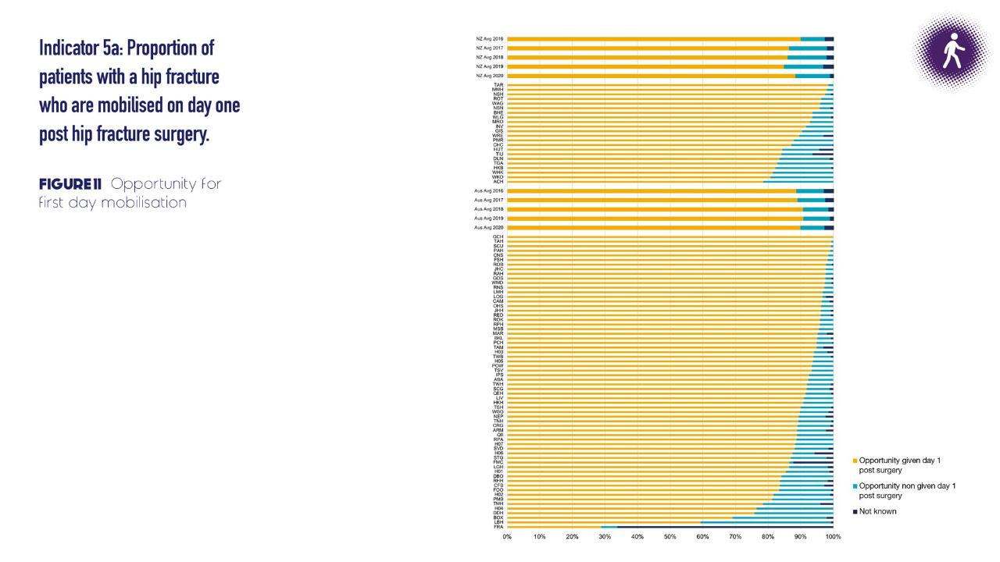 Indicator 5a: Proportion of
patients with a hip fracture
who are mobilised on day one
post hip fracture surgery.
FIGURE 11 Opportunity for
first day mobilisation
NZ Avg 2016
NZ Avg 2017
NZ Avg 2018
NZ Avg 2019
NZ Avg 2020
TAR
MMH
NSH
ROT
WAG
NSN
BHE
WLG
MRO
INV
GIS
WRE
PMR
CHC
HUT
TIU
DUN
TGA
HKB
WHK
WKO
ACH
Aus Avg 2016
Aus Avg 2017
Aus Avg 2018
Aus Avg 2019
Aus Avg 2020
GCH
TAH
SCU
PAH
CNS
FSH
ROB
JHC
RAH
GOS
WMD
RNS
LMH
LOG
CAM
OHS
JHH
RED
ROK
RPH
MSB
MAR
BKL
PCH
TAM
H03
TWB
H05
POW
TSV
IPS
ABA
TWH
SCG
QEH
LIV
HKH
TSH
WGG
NEP
TNH
ORG
ARM
QII
RPA
H07
SVD
H06
STG
FMC
LGH
H01
DBO
RHH
CFS
FOO
H02
PMB
TMH
H04
DDH
BOX
LBH
FRA
0% 10% 20% 30% 40% 50% 60% 70% 80% 90% 100%
Opportunity given day 1
post surgery
Opportunity non given day 1
post surgery
Not known